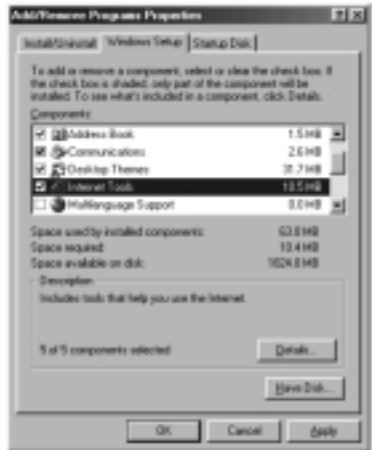 Add/Remove Programs Properties
Install/Uninstall Windows Setup Startup Disk
To add or remove a component, select or clear the check box. If
the check box is shaded, only part of the component will be
installed. To see what's included in a component, click Details.
Components:
Address Book 1.5 MB
Communications 2.6 MB
Desktop Themes 31.7 MB
Internet Tools 10.5 MB
Multilanguage Support 0.0 MB
Space used by installed components: 63.8 MB
Space required: 10.4 MB
Space available on disk: 1024.0 MB
Description
Includes tools that help you use the Internet.
5 of 5 components selected
Details...
Have Disk...
OK Cancel Apply